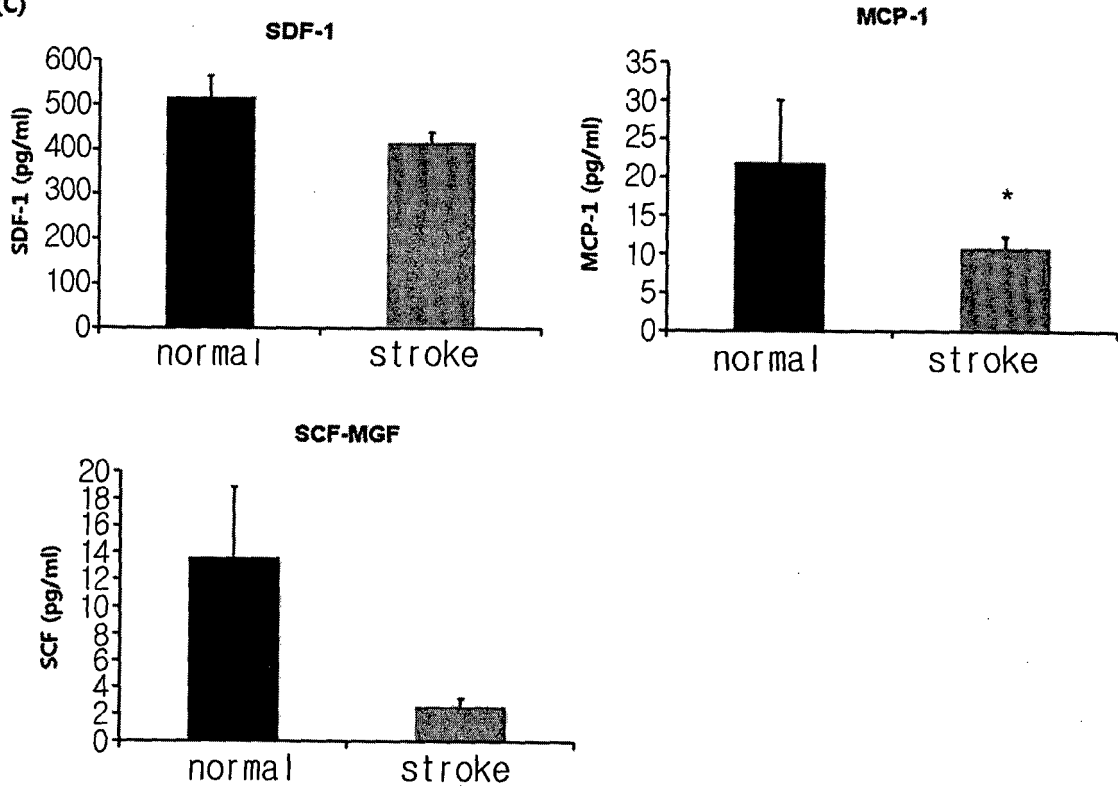 (C)
SDF-1
SDF-1 (pg/ml)
600
500
400
300
200
100
0
normal stroke
MCP-1
MCP-1 (pg/ml)
35
30
25
20
15
10
5
0
*
normal stroke
SCF-MGF
SCF (pg/ml)
20
18
16
14
12
10
8
6
4
2
0
normal stroke